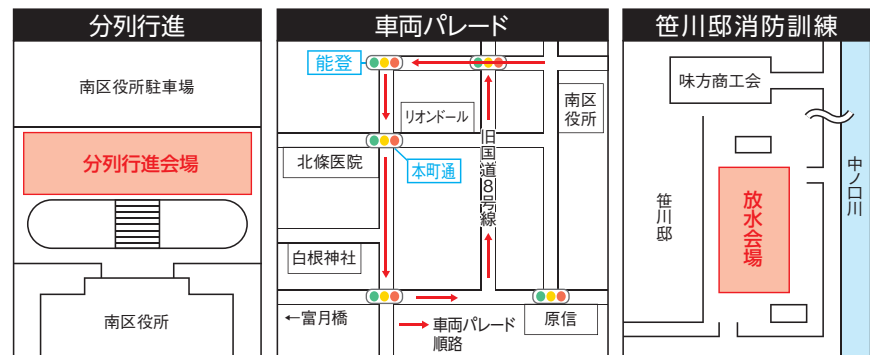 分列行進
南区役所駐車場
分列行進会場
南区役所
車両パレード
能登
リオンドール
南区
役所
北條医院
本町通
旧国道8号線
白根神社
←富月橋
車両パレード
順路
原信
笹川邸消防訓練
味方商工会
中ノ口川
笹川邸
放水会場